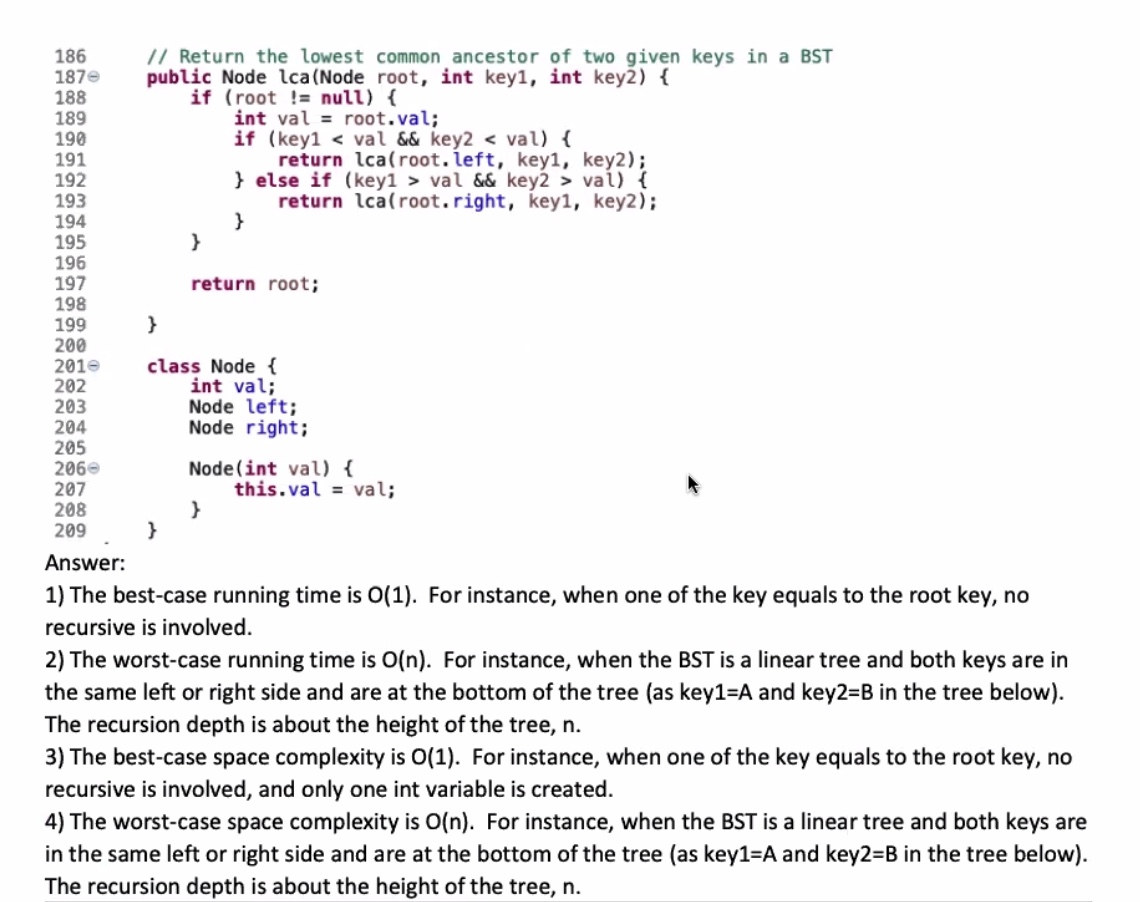 186 // Return the lowest common ancestor of two given keys in a BST
187 public Node lca(Node root, int key1, int key2) {
188 if (root != null) {
189 int val = root.val;
190 if (key1 < val && key2 < val) {
191 return lca(root.left, key1, key2);
192 } else if (key1 > val && key2 > val) {
193 return lca(root.right, key1, key2);
194 }
195 }
196
197 return root;
198
199 }
200
201 class Node {
202 int val;
203 Node left;
204 Node right;
205
206 Node(int val) {
207 this.val = val;
208 }
209 }
Answer:
1) The best-case running time is O(1). For instance, when one of the key equals to the root key, no
recursive is involved.
2) The worst-case running time is O(n). For instance, when the BST is a linear tree and both keys are in
the same left or right side and are at the bottom of the tree (as key1=A and key2=B in the tree below).
The recursion depth is about the height of the tree, n.
3) The best-case space complexity is O(1). For instance, when one of the key equals to the root key, no
recursive is involved, and only one int variable is created.
4) The worst-case space complexity is O(n). For instance, when the BST is a linear tree and both keys are
in the same left or right side and are at the bottom of the tree (as key1=A and key2=B in the tree below).
The recursion depth is about the height of the tree, n.